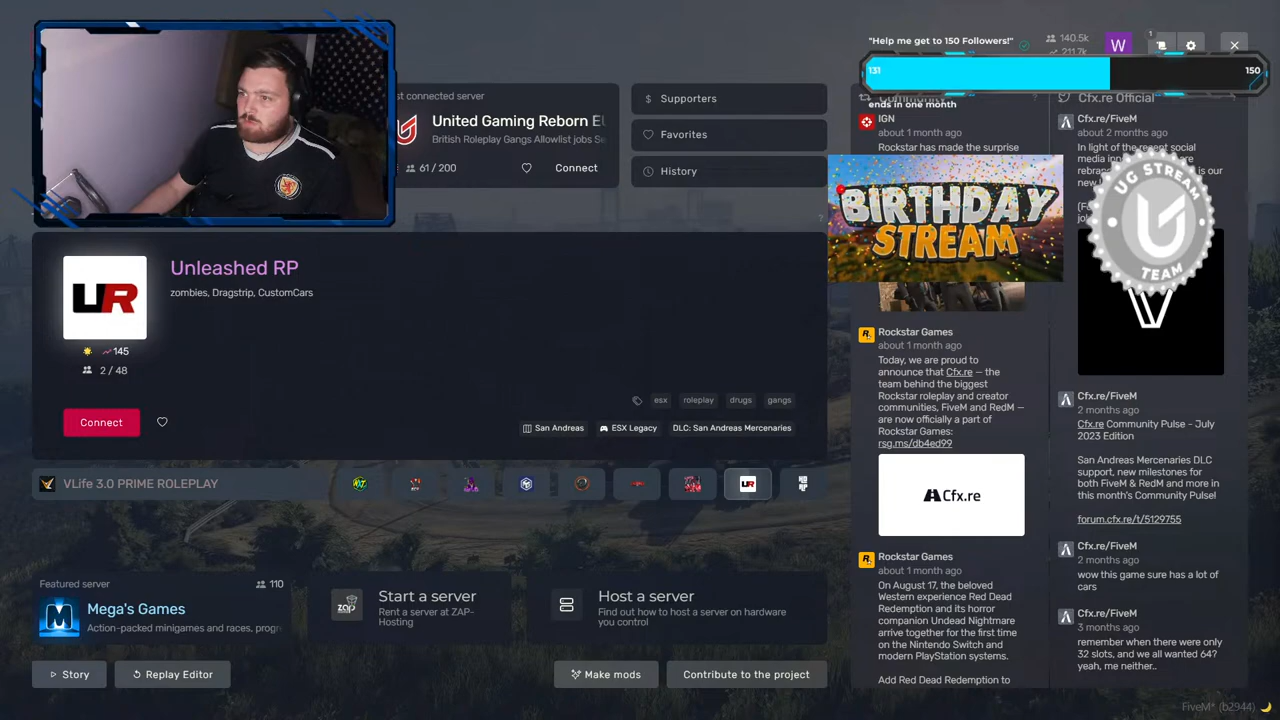 "Help me get to 150 Followers!"
140.5k
211.7k
W
1
131
150
ends in one month
connected server
United Gaming Reborn EU
British Roleplay Gangs Allowlist jobs
61 / 200
Connect
$ Supporters
Favorites
History
?
Unleashed RP
zombies, Dragstrip, CustomCars
UR
145
2 / 48
Connect
esx
roleplay
drugs
gangs
San Andreas
ESX Legacy
DLC: San Andreas Mercenaries
VLife 3.0 PRIME ROLEPLAY
UR
Featured server
110
Mega's Games
Action-packed minigames and races, progr
ZAP
Start a server
Rent a server at ZAP-
Hosting
Host a server
Find out how to host a server on hardware
you control
Story
Replay Editor
Make mods
Contribute to the project
Community
IGN
about 1 month ago
Rockstar has made the surprise
BIRTHDAY
STREAM
Rockstar Games
about 1 month ago
Today, we are proud to
announce that Cfx.re — the
team behind the biggest
Rockstar roleplay and creator
communities, FiveM and RedM —
are now officially a part of
Rockstar Games:
rsg.ms/db4ed99
Cfx.re
Rockstar Games
about 1 month ago
On August 17, the beloved
Western experience Red Dead
Redemption and its horror
companion Undead Nightmare
arrive together for the first time
on the Nintendo Switch and
modern PlayStation systems.
Add Red Dead Redemption to
Cfx.re Official
Cfx.re/FiveM
about 2 months ago
In light of the recent social
media
are
rebran
is our
new
UG STREAM
TEAM
Cfx.re/FiveM
2 months ago
Cfx.re Community Pulse - July
2023 Edition
San Andreas Mercenaries DLC
support, new milestones for
both FiveM & RedM and more in
this month's Community Pulse!
forum.cfx.re/t/5129755
Cfx.re/FiveM
2 months ago
wow this game sure has a lot of
cars
Cfx.re/FiveM
3 months ago
remember when there were only
32 slots, and we all wanted 64?
yeah, me neither..
FiveM* (b2944)